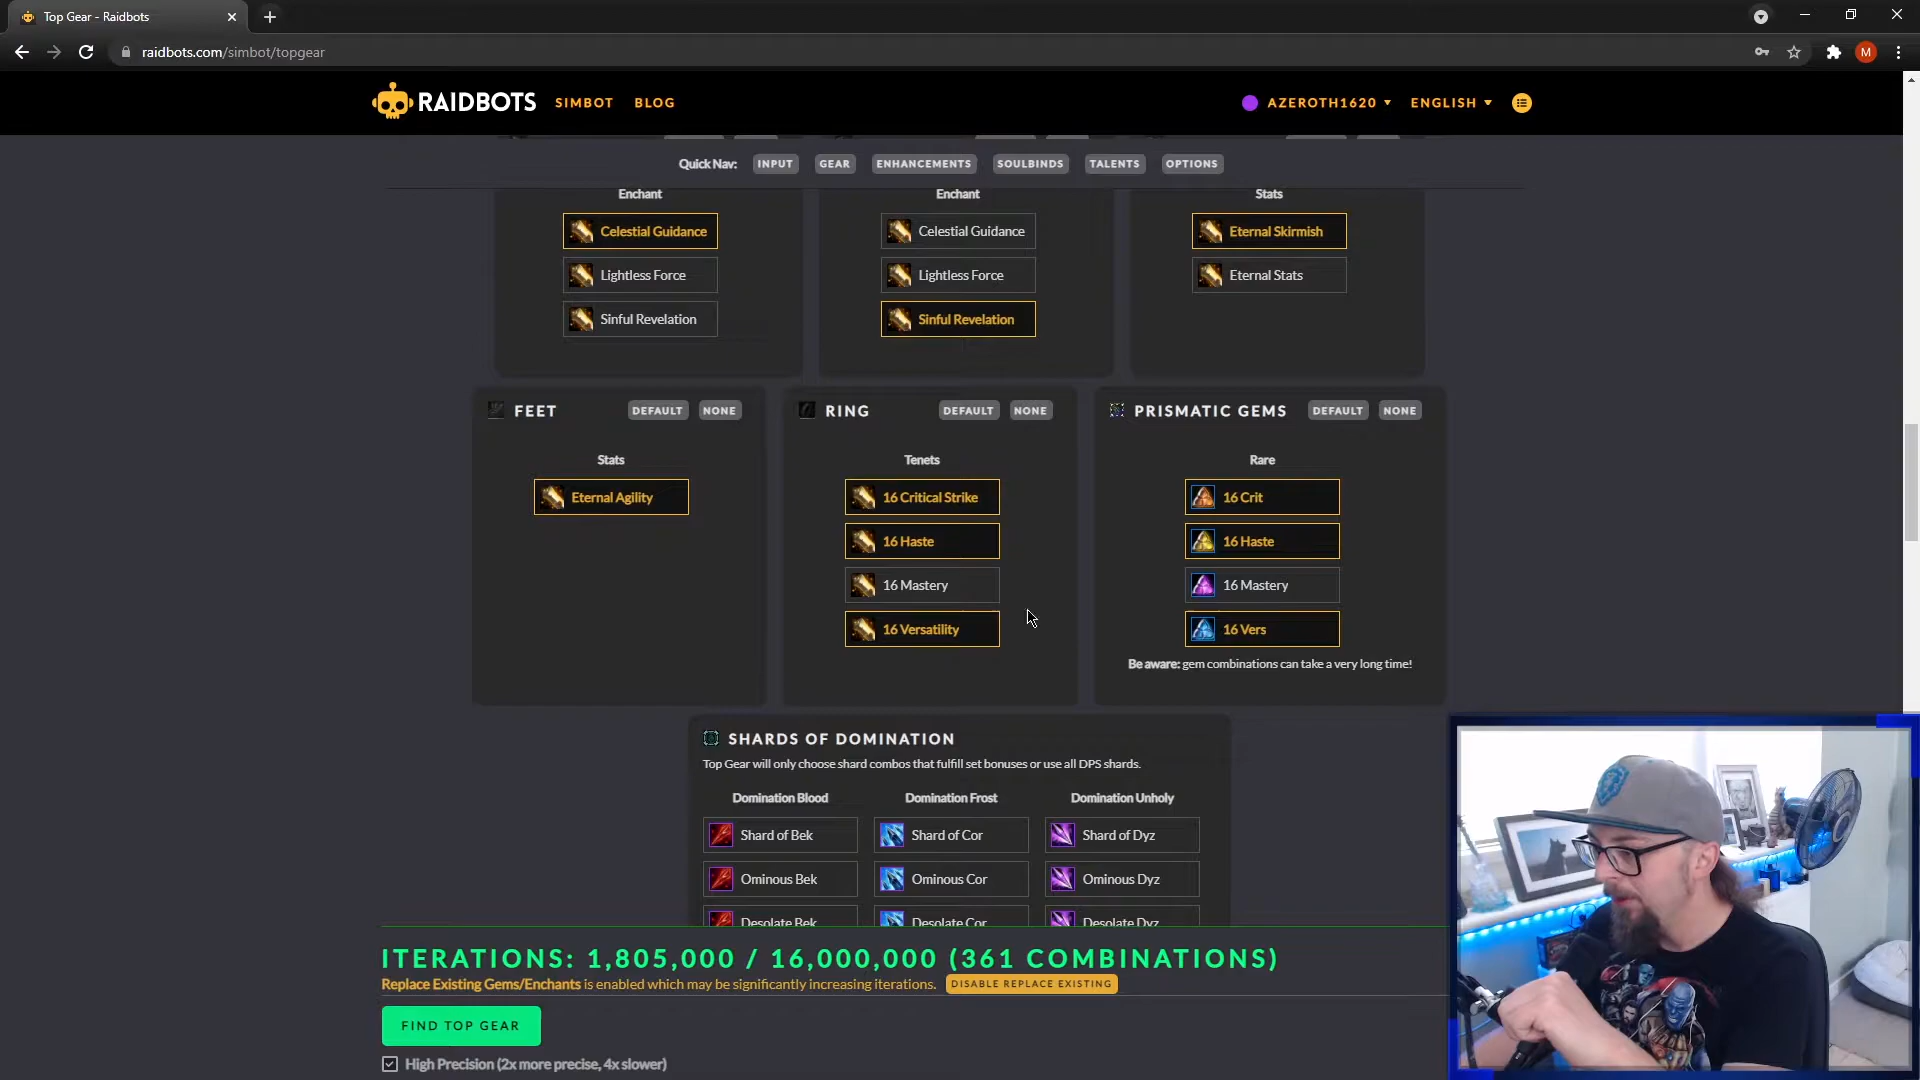 Top Gear - Raidbots
raidbots.com/simbot/topgear
M
RAIDBOTS
SIMBOT
BLOG
AZEROTH1620
ENGLISH
Quick Nav:
INPUT
GEAR
ENHANCEMENTS
SOULBINDS
TALENTS
OPTIONS
Enchant
Celestial Guidance
Lightless Force
Sinful Revelation
Enchant
Celestial Guidance
Lightless Force
Sinful Revelation
Stats
Eternal Skirmish
Eternal Stats
FEET
DEFAULT
NONE
Stats
Eternal Agility
RING
DEFAULT
NONE
Tenets
16 Critical Strike
16 Haste
16 Mastery
16 Versatility
PRISMATIC GEMS
DEFAULT
NONE
Rare
16 Crit
16 Haste
16 Mastery
16 Vers
Be aware: gem combinations can take a very long time!
SHARDS OF DOMINATION
Top Gear will only choose shard combos that fulfill set bonuses or use all DPS shards.
Domination Blood
Domination Frost
Domination Unholy
Shard of Bek
Shard of Cor
Shard of Dyz
Ominous Bek
Ominous Cor
Ominous Dyz
Desolate Bek
Desolate Cor
Desolate Dyz
ITERATIONS: 1,805,000 / 16,000,000 (361 COMBINATIONS)
Replace Existing Gems/Enchants is enabled which may be significantly increasing iterations.
DISABLE REPLACE EXISTING
FIND TOP GEAR
High Precision (2x more precise, 4x slower)